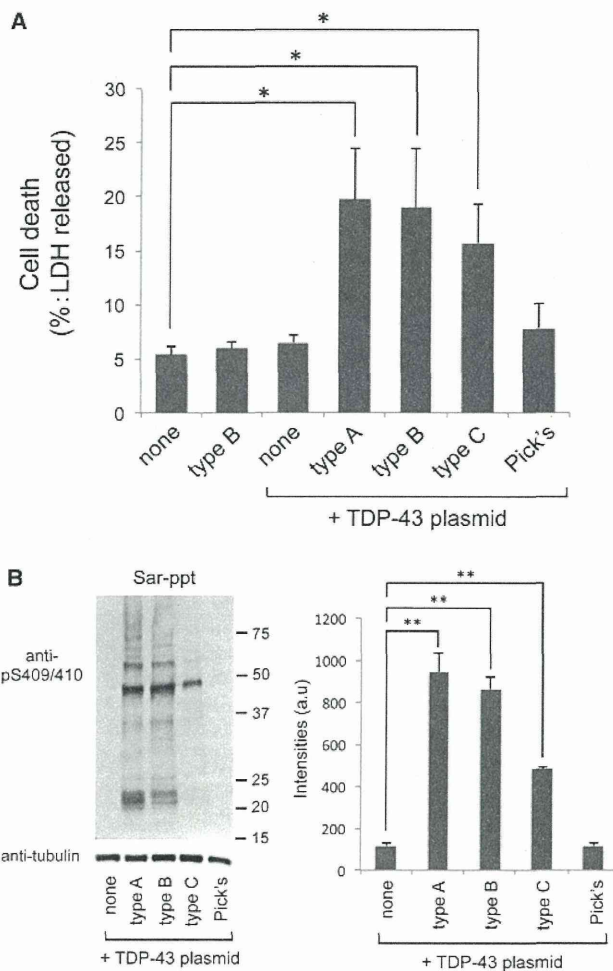 A
*
*
*
Cell death
(%: LDH released)
30
25
20
15
10
5
0
none
type B
none
type A
type B
type C
Pick's
+ TDP-43 plasmid
B
Sar-ppt
anti-
pS409/410
75
50
37
25
20
15
anti-tubulin
none
type A
type B
type C
Pick's
+ TDP-43 plasmid
**
**
**
Intensities (a.u)
1200
1000
800
600
400
200
0
none
type A
type B
type C
Pick's
+ TDP-43 plasmid